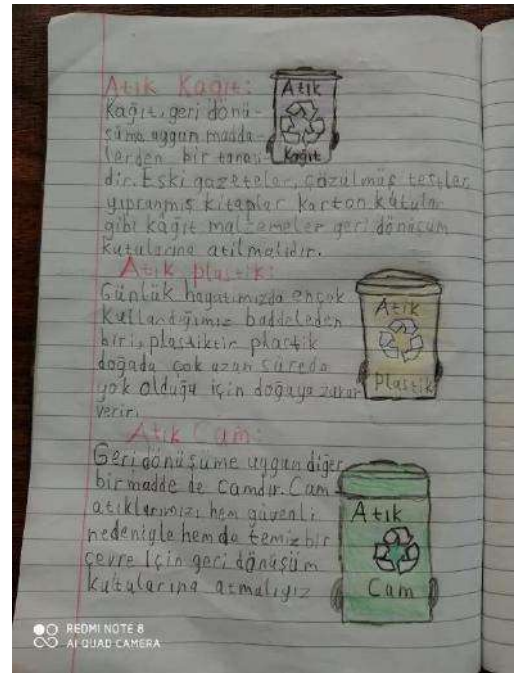 Atık Kağıt:
Kağıt, geri dönü-
şüme uygun madde-
lerden bir tanesi
dir. Eski gazeteler, çözülmüş testler
yıpranmış kitaplar karton kutular
gibi kağıt malzemeler geri dönüşüm
kutularına atılmalıdır.
Atık
Kağıt
Atık plastik:
Günlük hayatımızda ençok
kullandığımız baddeleden
biri, plastiktir plastik
doğada çok uzun sürede
yok olduğu için doğaya zarar
verir.
Atık
Plastik
Atık Cam:
Geri dönüşüme uygun diğer
bir madde de camdır. Cam
atıklarımızı hem güvenli
nedeniyle hem de temiz bir
çevre için geri dönüşüm
kutularına atmalıyız
Atık
Cam
REDMI NOTE 8
AI QUAD CAMERA